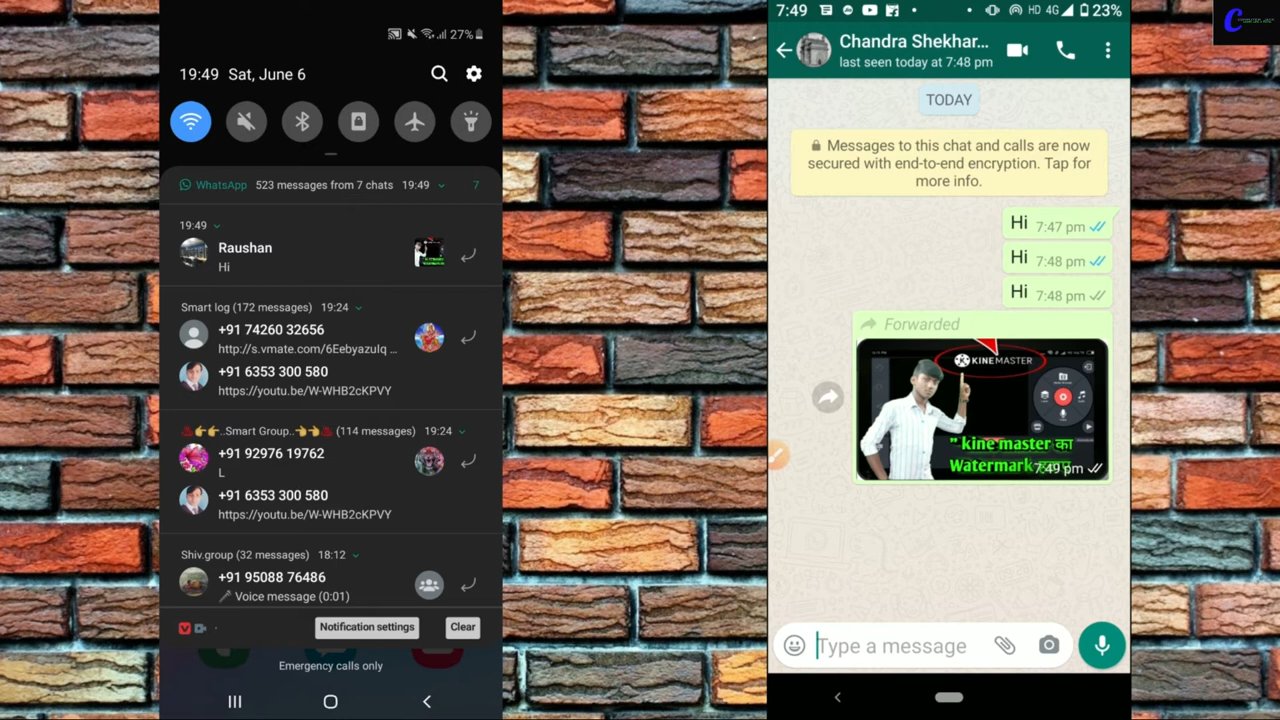 27%
19:49 Sat, June 6
WhatsApp 523 messages from 7 chats 19:49 7
19:49
Raushan
Hi
Smart log (172 messages) 19:24
+91 74260 32656
http://s.vmate.com/6EebyazuIq ...
+91 6353 300 580
https://youtu.be/W-WHB2cKPVY
..Smart Group.. (114 messages) 19:24
+91 92976 19762
L
+91 6353 300 580
https://youtu.be/W-WHB2cKPVY
Shiv.group (32 messages) 18:12
+91 95088 76486
Voice message (0:01)
Notification settings Clear
Emergency calls only
7:49 HD 4G 23%
Chandra Shekhar...
last seen today at 7:48 pm
TODAY
Messages to this chat and calls are now
secured with end-to-end encryption. Tap for
more info.
Hi 7:47 pm
Hi 7:48 pm
Hi 7:48 pm
Forwarded
KINEMASTER
" kine master का
Watermark
7:49 pm
Type a message
C